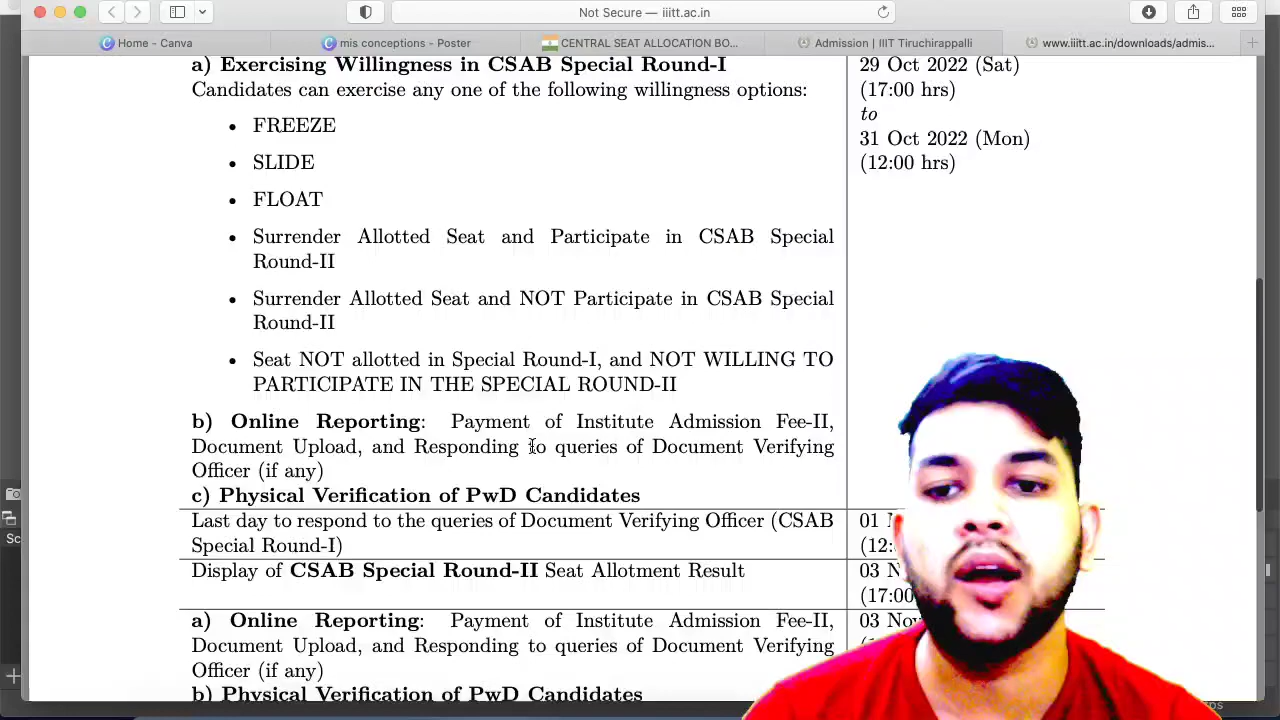 Not Secure — iiitt.ac.in
Home - Canva
mis conceptions - Poster
CENTRAL SEAT ALLOCATION BO...
Admission | IIIT Tiruchirappalli
www.iiitt.ac.in/downloads/admis...
a) Exercising Willingness in CSAB Special Round-I
Candidates can exercise any one of the following willingness options:
• FREEZE
• SLIDE
• FLOAT
• Surrender Allotted Seat and Participate in CSAB Special
Round-II
• Surrender Allotted Seat and NOT Participate in CSAB Special
Round-II
• Seat NOT allotted in Special Round-I, and NOT WILLING TO
PARTICIPATE IN THE SPECIAL ROUND-II
29 Oct 2022 (Sat)
(17:00 hrs)
to
31 Oct 2022 (Mon)
(12:00 hrs)
b) Online Reporting: Payment of Institute Admission Fee-II,
Document Upload, and Responding to queries of Document Verifying
Officer (if any)
c) Physical Verification of PwD Candidates
Last day to respond to the queries of Document Verifying Officer (CSAB
Special Round-I)
01 N
(12:
Display of CSAB Special Round-II Seat Allotment Result
03 N
(17:00
a) Online Reporting: Payment of Institute Admission Fee-II,
Document Upload, and Responding to queries of Document Verifying
Officer (if any)
b) Physical Verification of PwD Candidates
03 Nov
Sc